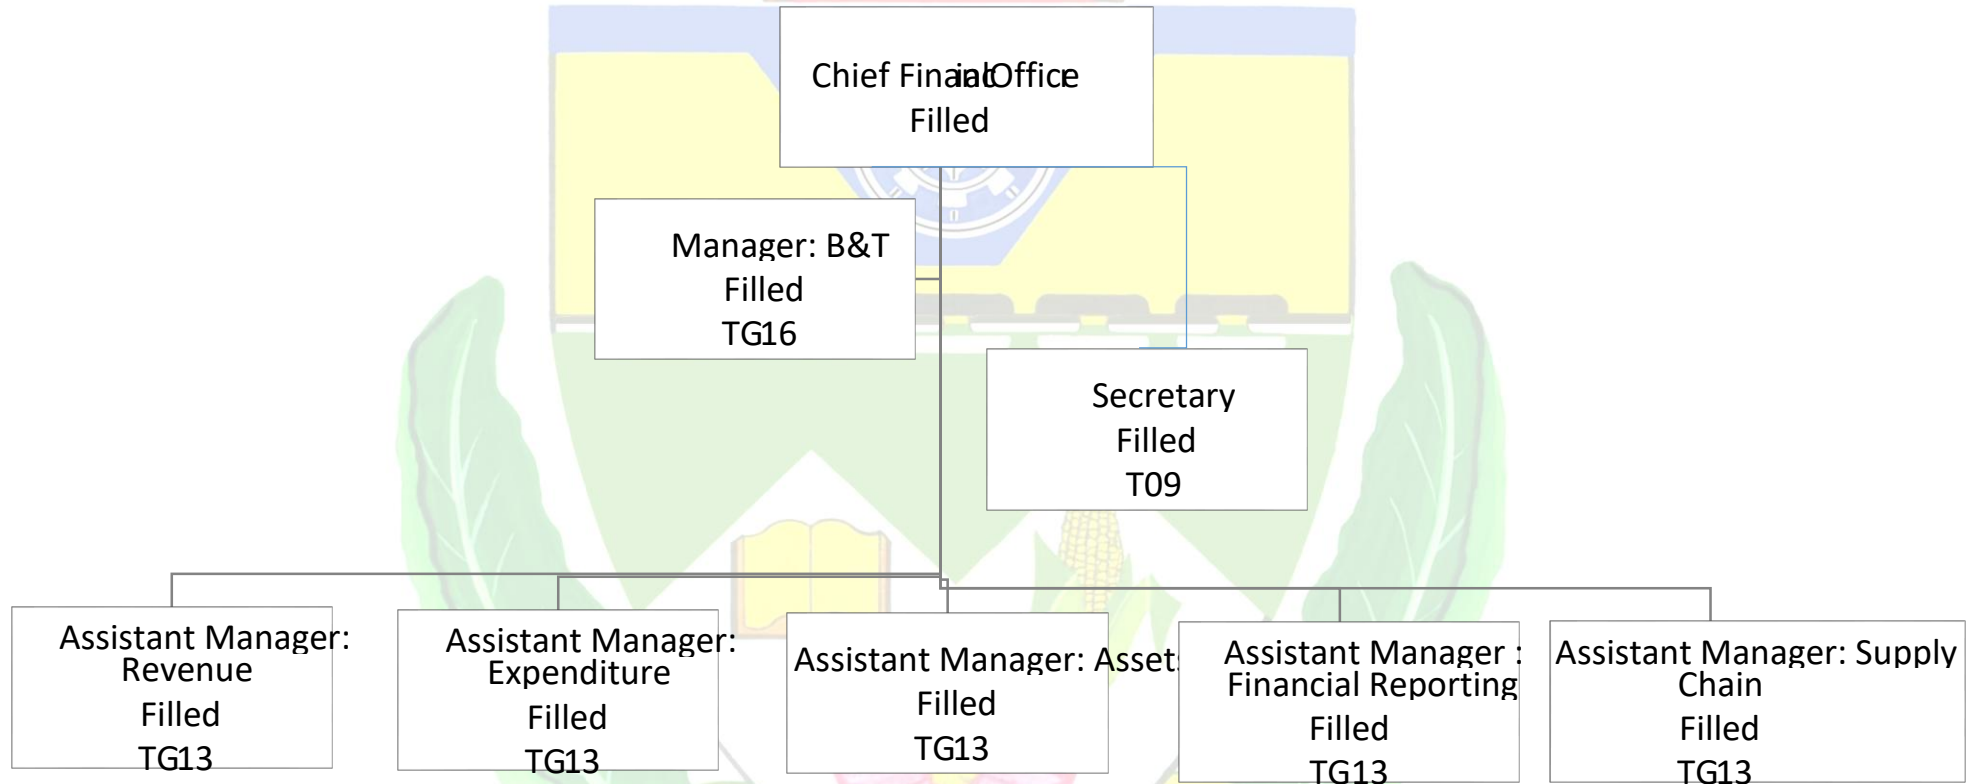 Chief Financial Officer
Filled
Manager: B&T
Filled
TG16
Secretary
Filled
T09
Assistant Manager:
Revenue
Filled
TG13
Assistant Manager:
Expenditure
Filled
TG13
Assistant Manager: Assets
Filled
TG13
Assistant Manager :
Financial Reporting
Filled
TG13
Assistant Manager: Supply
Chain
Filled
TG13